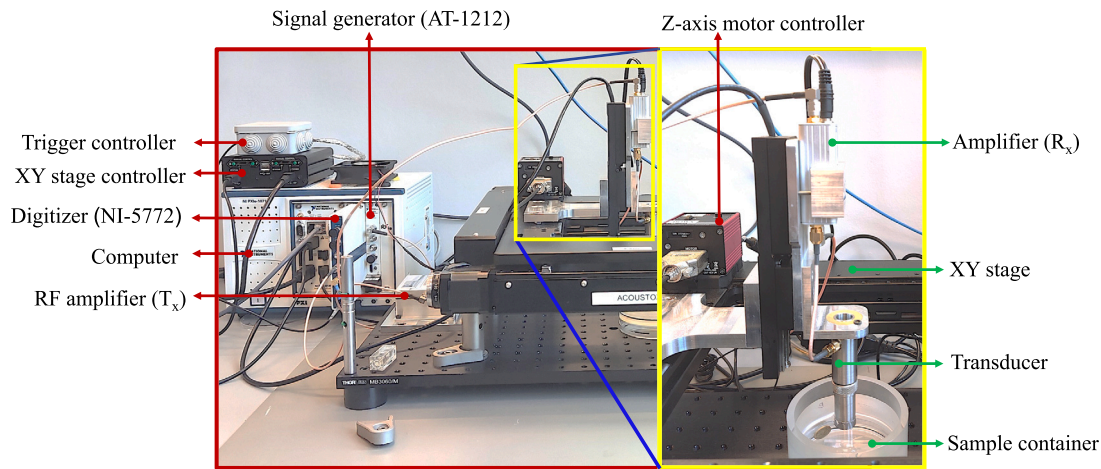 Signal generator (AT-1212)
Z-axis motor controller
Trigger controller
XY stage controller
Digitizer (NI-5772)
Computer
RF amplifier (Tx)
Amplifier (Rx)
XY stage
Transducer
Sample container
ACOUSTO
THORLABS MB3060/M
PXI